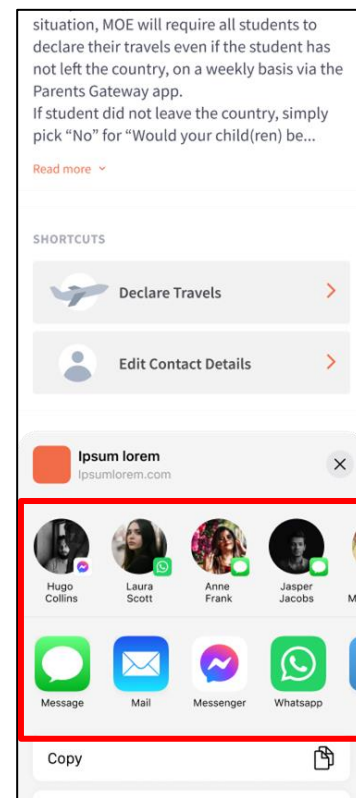 situation, MOE will require all students to
declare their travels even if the student has
not left the country, on a weekly basis via the
Parents Gateway app.
If student did not leave the country, simply
pick “No” for “Would your child(ren) be...
Read more
SHORTCUTS
Declare Travels
Edit Contact Details
Ipsum lorem
Ipsumlorem.com
Hugo Collins
Laura Scott
Anne Frank
Jasper Jacobs
M
Message
Mail
Messenger
Whatsapp
Copy